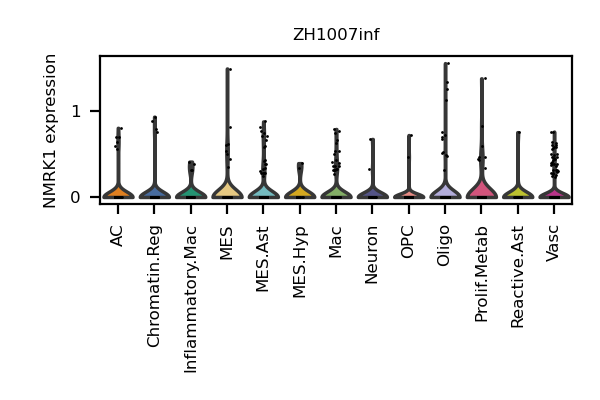 ZH1007inf
NMRK1 expression
1
0
AC
Chromatin.Reg
Inflammatory.Mac
MES
MES.Ast
MES.Hyp
Mac
Neuron
OPC
Oligo
Prolif.Metab
Reactive.Ast
Vasc